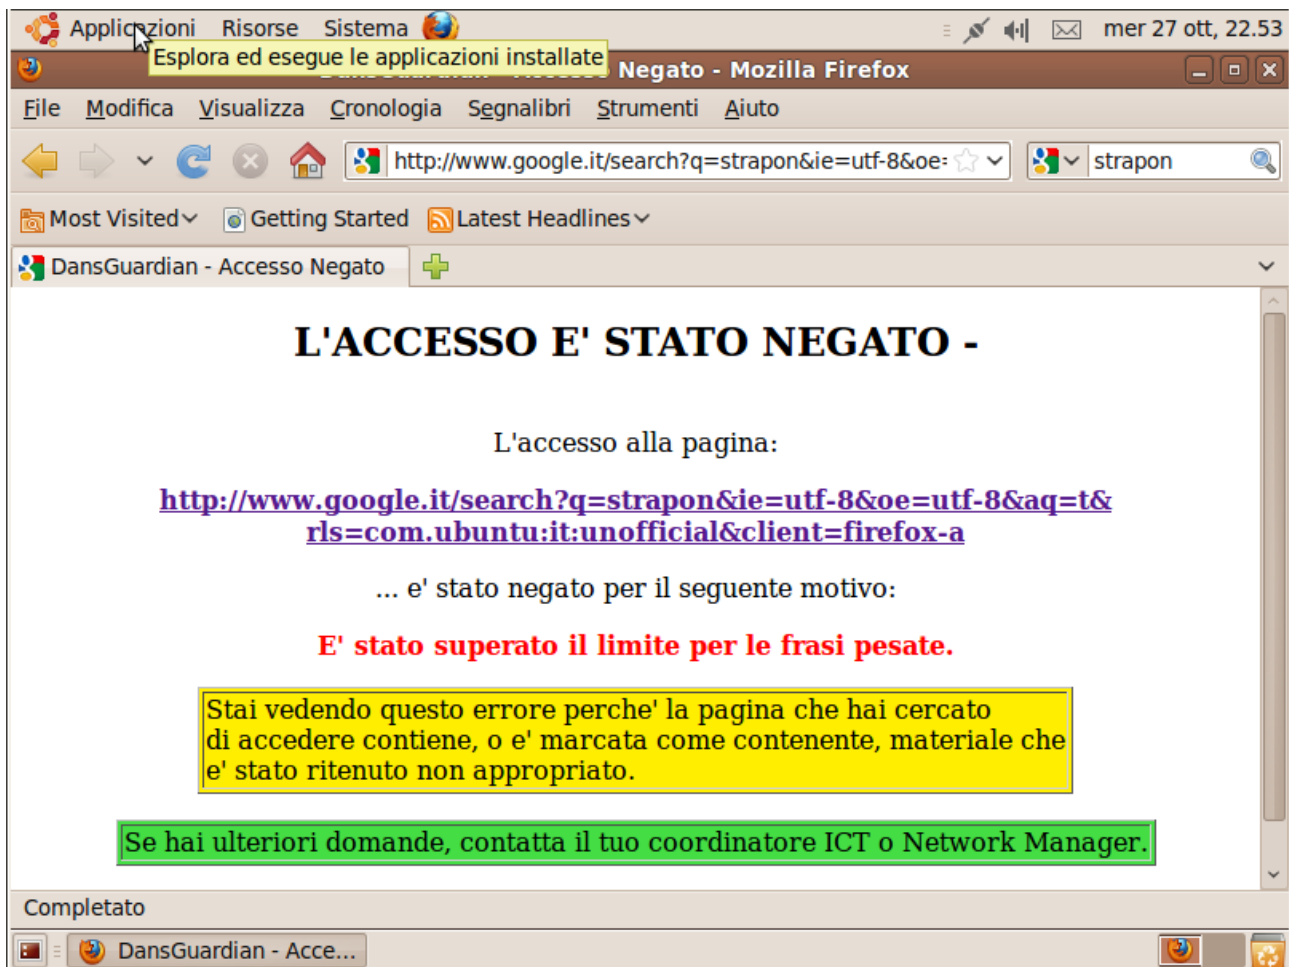 Applicazioni Risorse Sistema mer 27 ott, 22.53
Esplora ed esegue le applicazioni installate
Negato - Mozilla Firefox
File Modifica Visualizza Cronologia Segnalibri Strumenti Aiuto
http://www.google.it/search?q=strapon&ie=utf-8&oe= strapon
Most Visited Getting Started Latest Headlines
DansGuardian - Accesso Negato
L'ACCESSO E' STATO NEGATO -
L'accesso alla pagina:
http://www.google.it/search?q=strapon&ie=utf-8&oe=utf-8&aq=t&
rls=com.ubuntu:it:unofficial&client=firefox-a
... e' stato negato per il seguente motivo:
E' stato superato il limite per le frasi pesate.
Stai vedendo questo errore perche' la pagina che hai cercato
di accedere contiene, o e' marcata come contenente, materiale che
e' stato ritenuto non appropriato.
Se hai ulteriori domande, contatta il tuo coordinatore ICT o Network Manager.
Completato
DansGuardian - Acce...